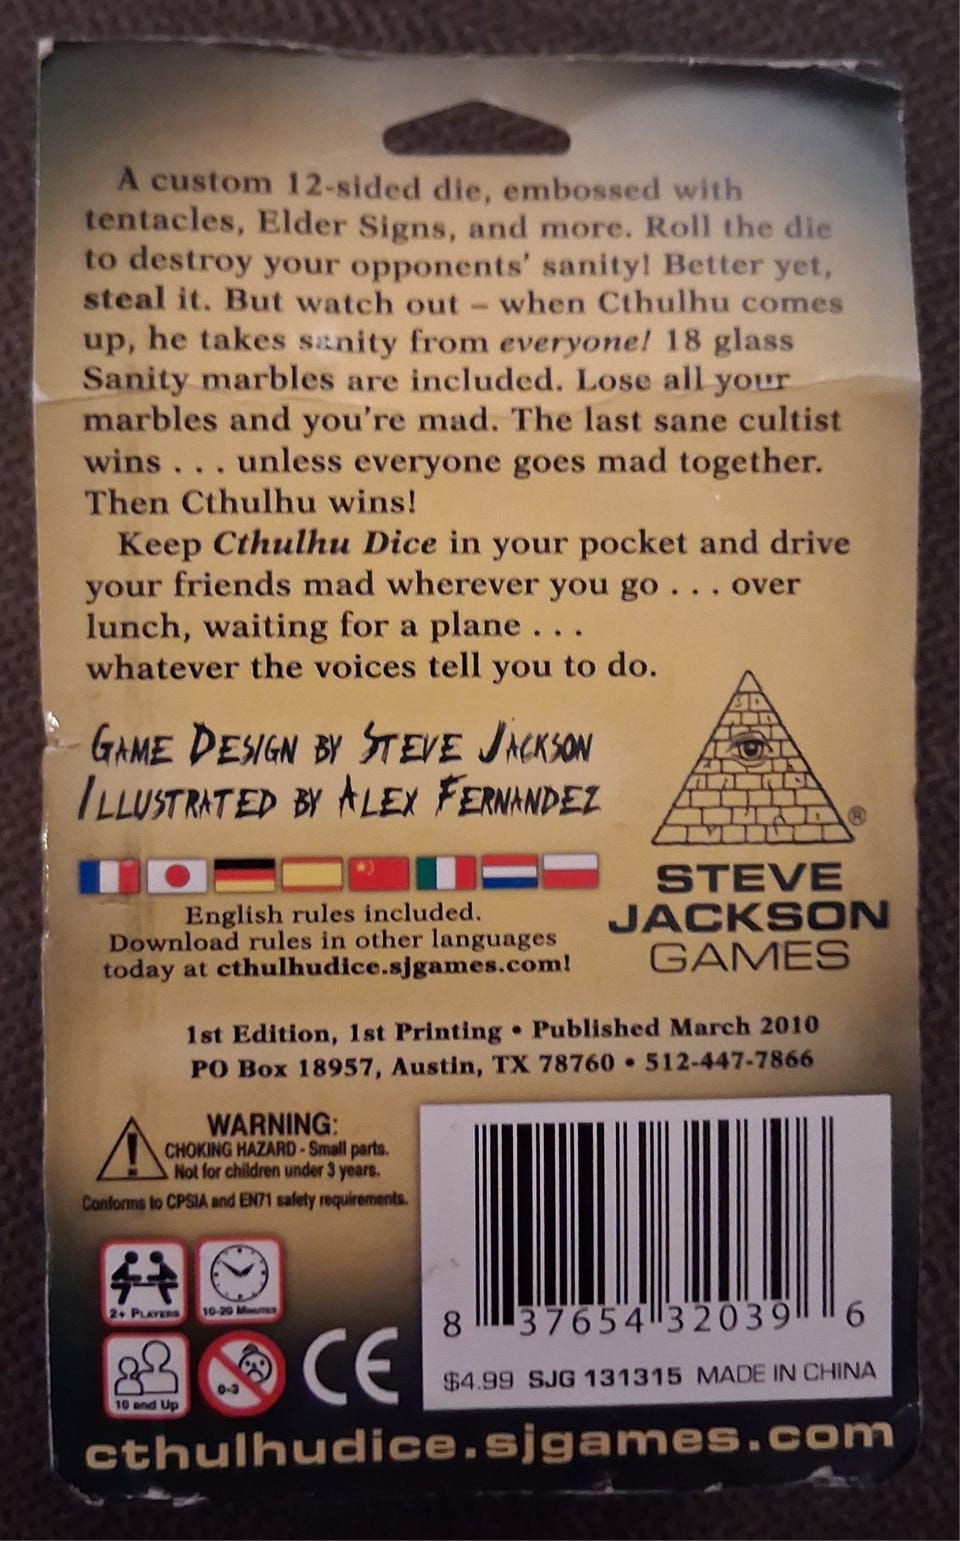 A custom 12-sided die, embossed with
tentacles, Elder Signs, and more. Roll the die
to destroy your opponents' sanity! Better yet,
steal it. But watch out – when Cthulhu comes
up, he takes sanity from everyone! 18 glass
Sanity marbles are included. Lose all your
marbles and you're mad. The last sane cultist
wins . . . unless everyone goes mad together.
Then Cthulhu wins!
Keep Cthulhu Dice in your pocket and drive
your friends mad wherever you go . . . over
lunch, waiting for a plane . . .
whatever the voices tell you to do.
Game Design by Steve Jackson
Illustrated by Alex Fernandez
®
STEVE
JACKSON
GAMES
English rules included.
Download rules in other languages
today at cthulhudice.sjgames.com!
1st Edition, 1st Printing • Published March 2010
PO Box 18957, Austin, TX 78760 • 512-447-7866
WARNING:
CHOKING HAZARD - Small parts.
Not for children under 3 years.
Conforms to CPSIA and EN71 safety requirements.
2+ Players
10-20 Minutes
10 and Up
0-3
CE
8 37654 32039 6
$4.99 SJG 131315 MADE IN CHINA
cthulhudice.sjgames.com